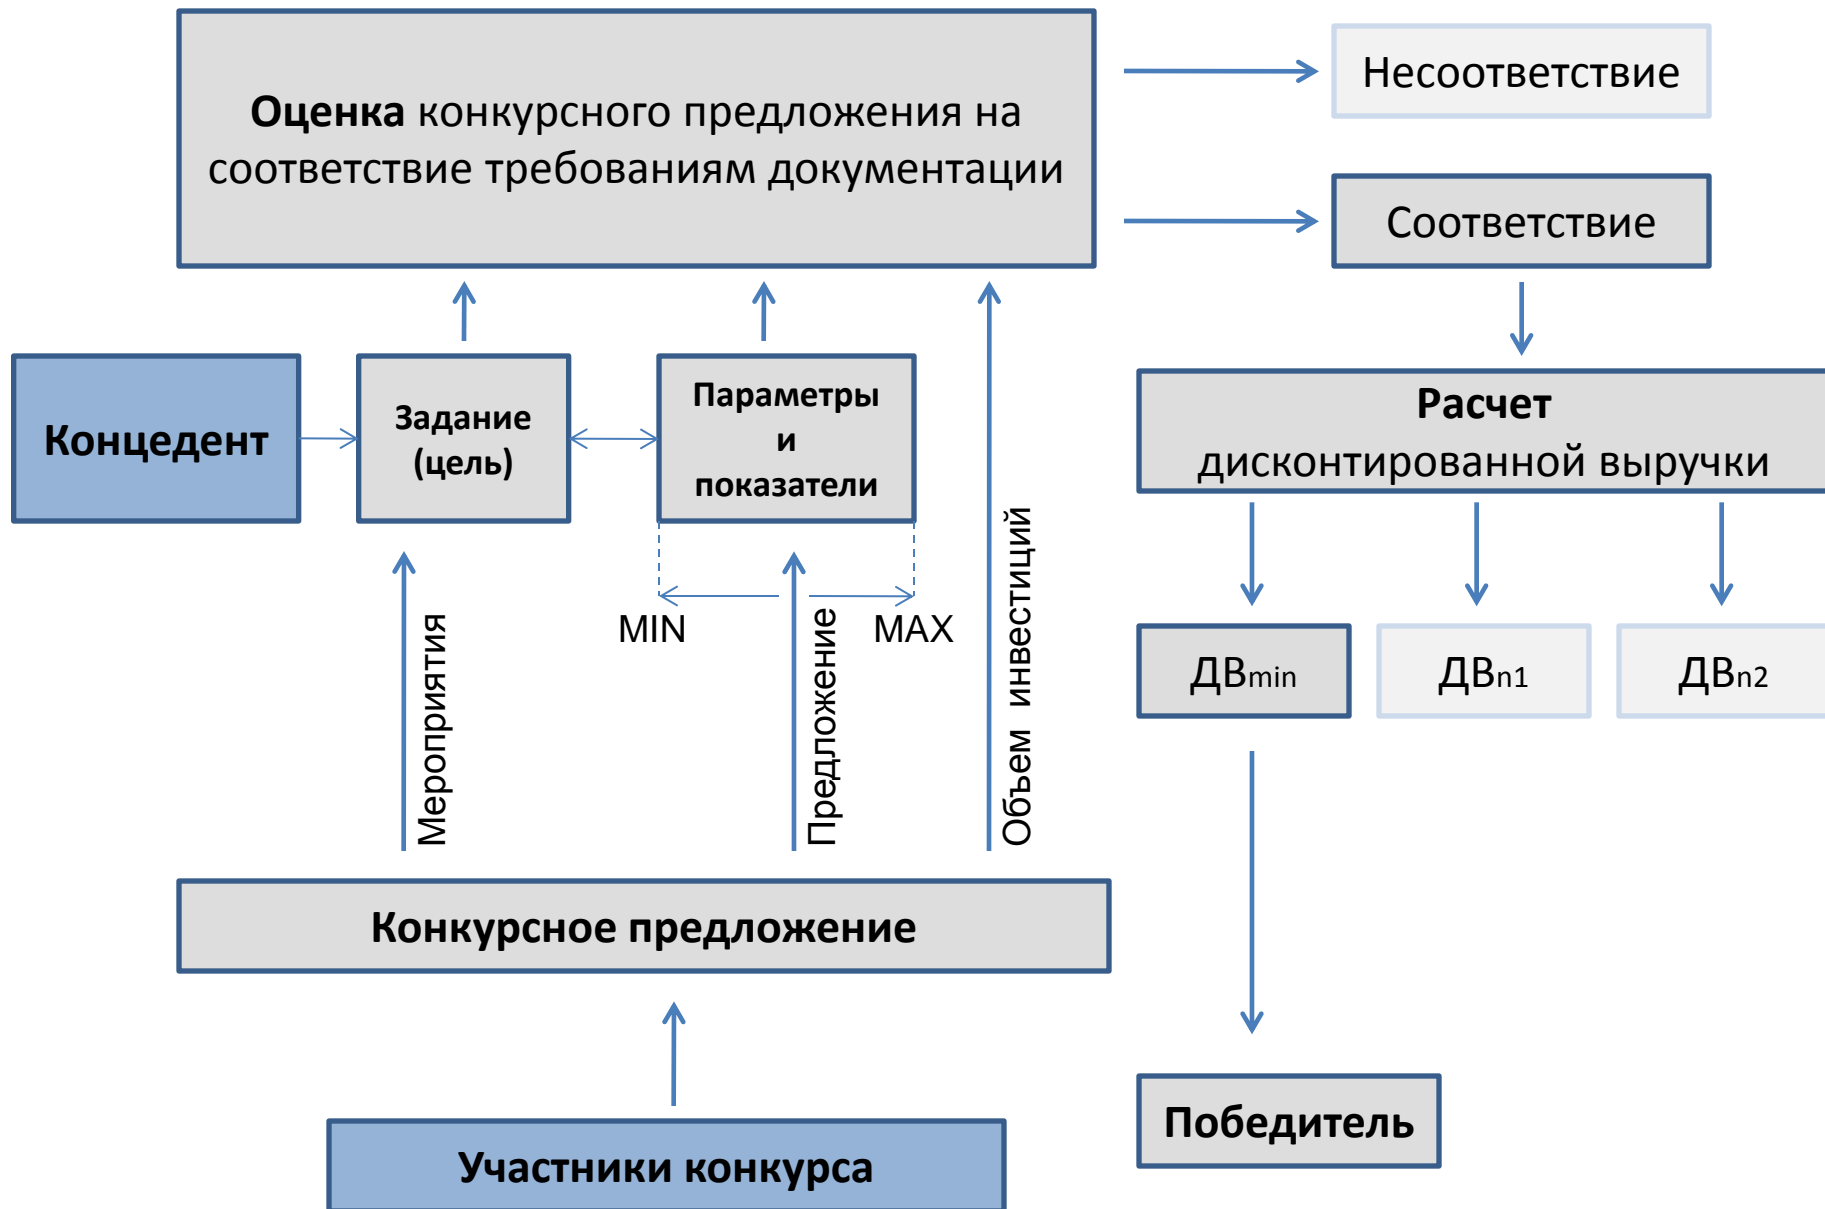 Оценка конкурсного предложения на
соответствие требованиям документации
Несоответствие
Соответствие
Концедент
Задание
(цель)
Параметры
и
показатели
Расчет
дисконтированной выручки
MIN
MAX
Мероприятия
Предложение
Объем инвестиций
ДВmin
ДВn1
ДВn2
Конкурсное предложение
Победитель
Участники конкурса